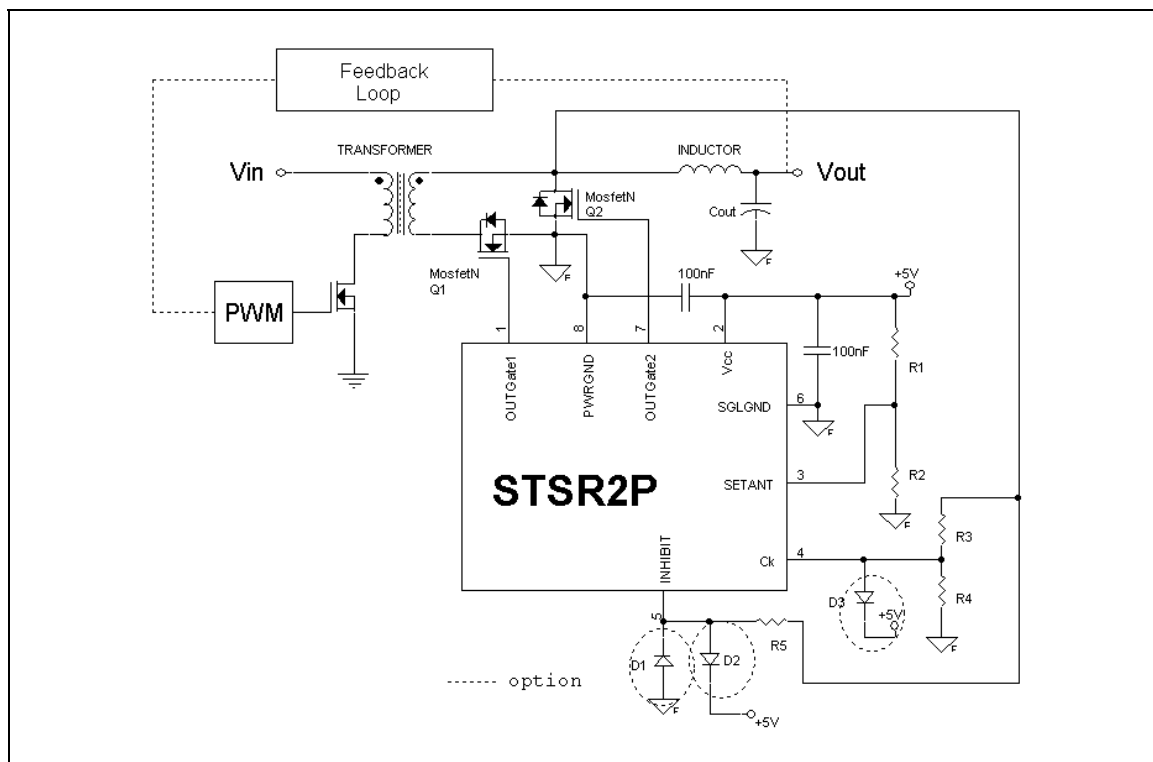 Feedback
Loop
TRANSFORMER
INDUCTOR
Vin
Vout
MosfetN
Q2
Cout
F
F
MosfetN
Q1
100nF
+5V
PWM
1
8
7
2
100nF
R1
OUTGate1
PWRGND
OUTGate2
Vcc
SGLGND
6
F
STSR2P
SETANT
3
R2
F
R3
Ck
4
INHIBIT
D3
+5V
R4
F
5
R5
D1
D2
F
option
+5V